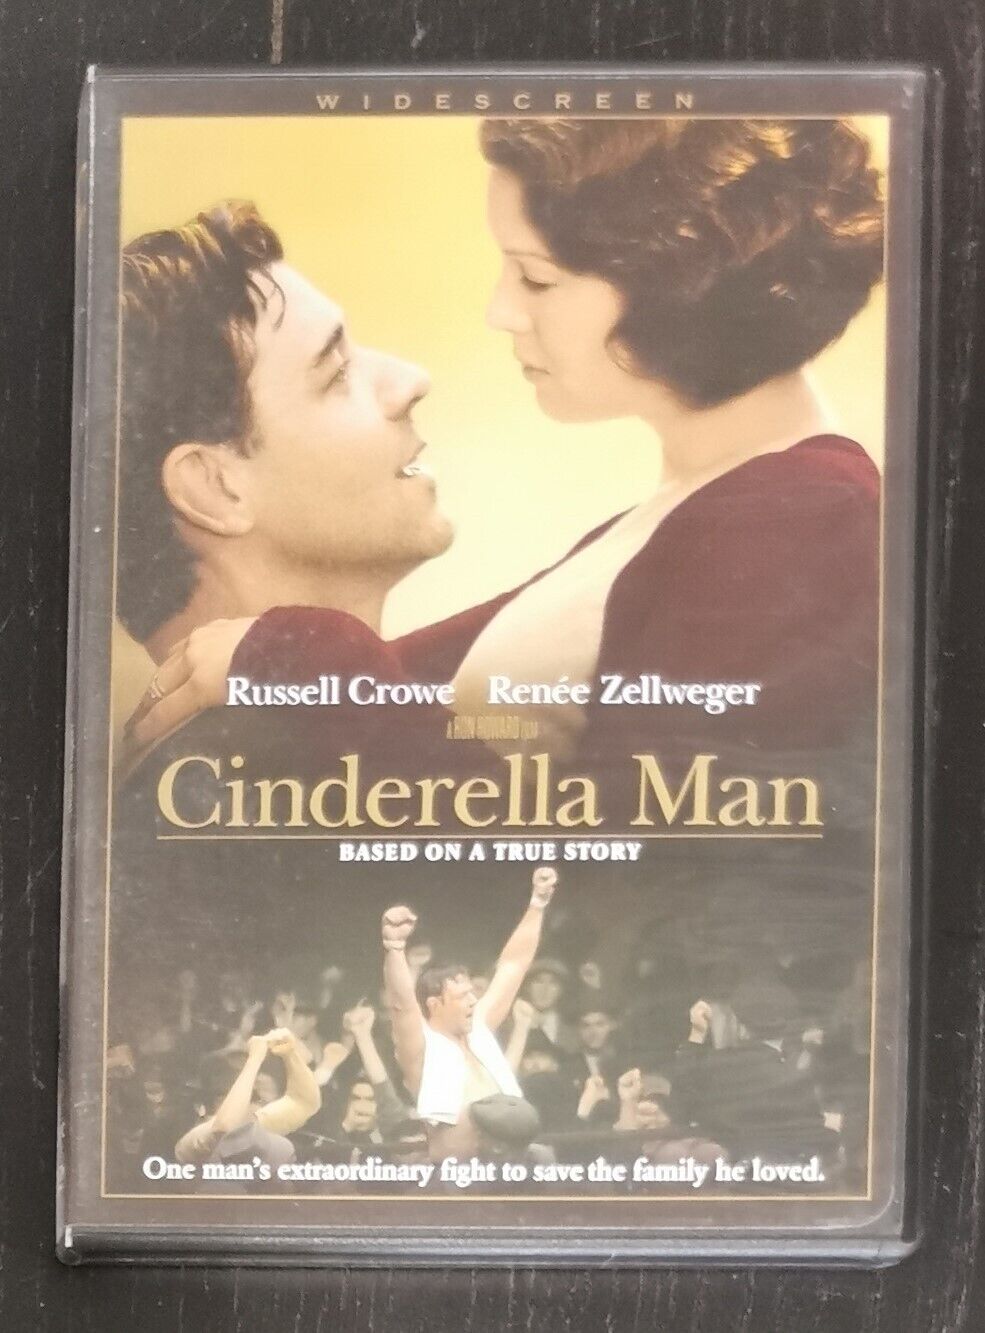 WIDESCREEN
Russell Crowe Renée Zellweger
A RON HOWARD FILM
Cinderella Man
BASED ON A TRUE STORY
One man's extraordinary fight to save the family he loved.